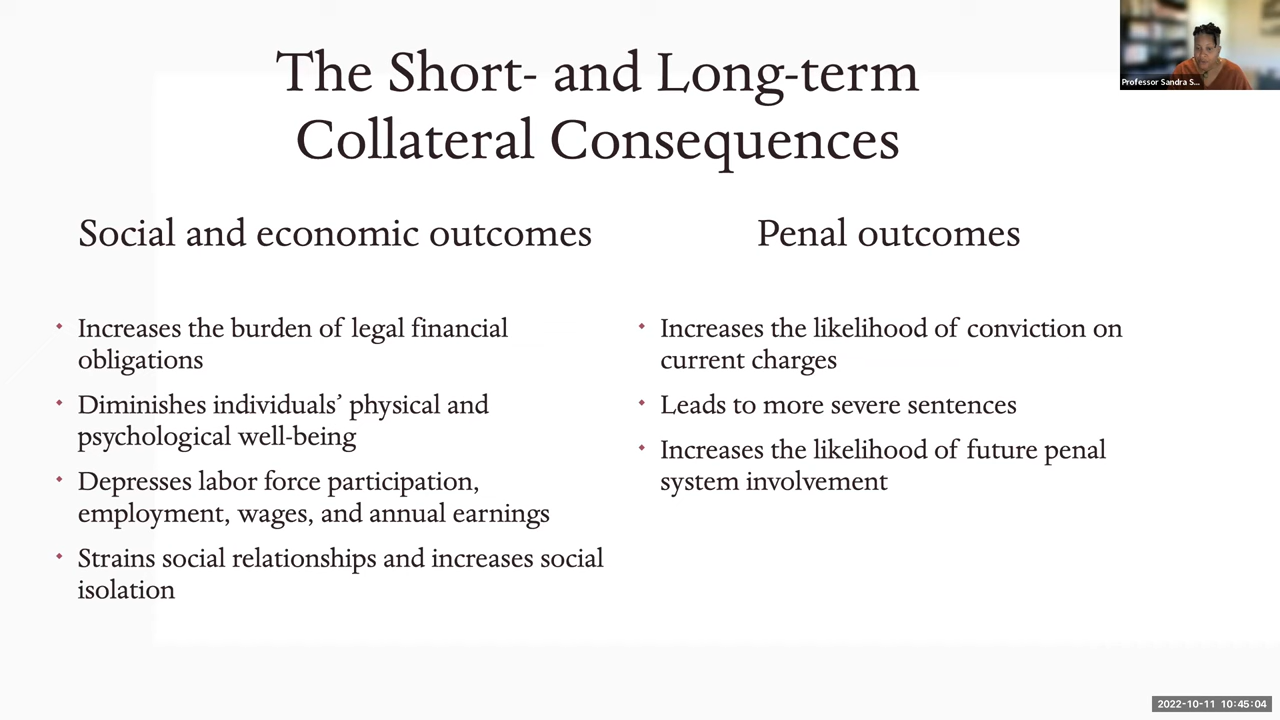 The Short- and Long-term
Collateral Consequences
Professor Sandra S...
Social and economic outcomes
Increases the burden of legal financial
obligations
Diminishes individuals’ physical and
psychological well-being
Depresses labor force participation,
employment, wages, and annual earnings
Strains social relationships and increases social
isolation
Penal outcomes
Increases the likelihood of conviction on
current charges
Leads to more severe sentences
Increases the likelihood of future penal
system involvement
2022-10-11 10:45:04